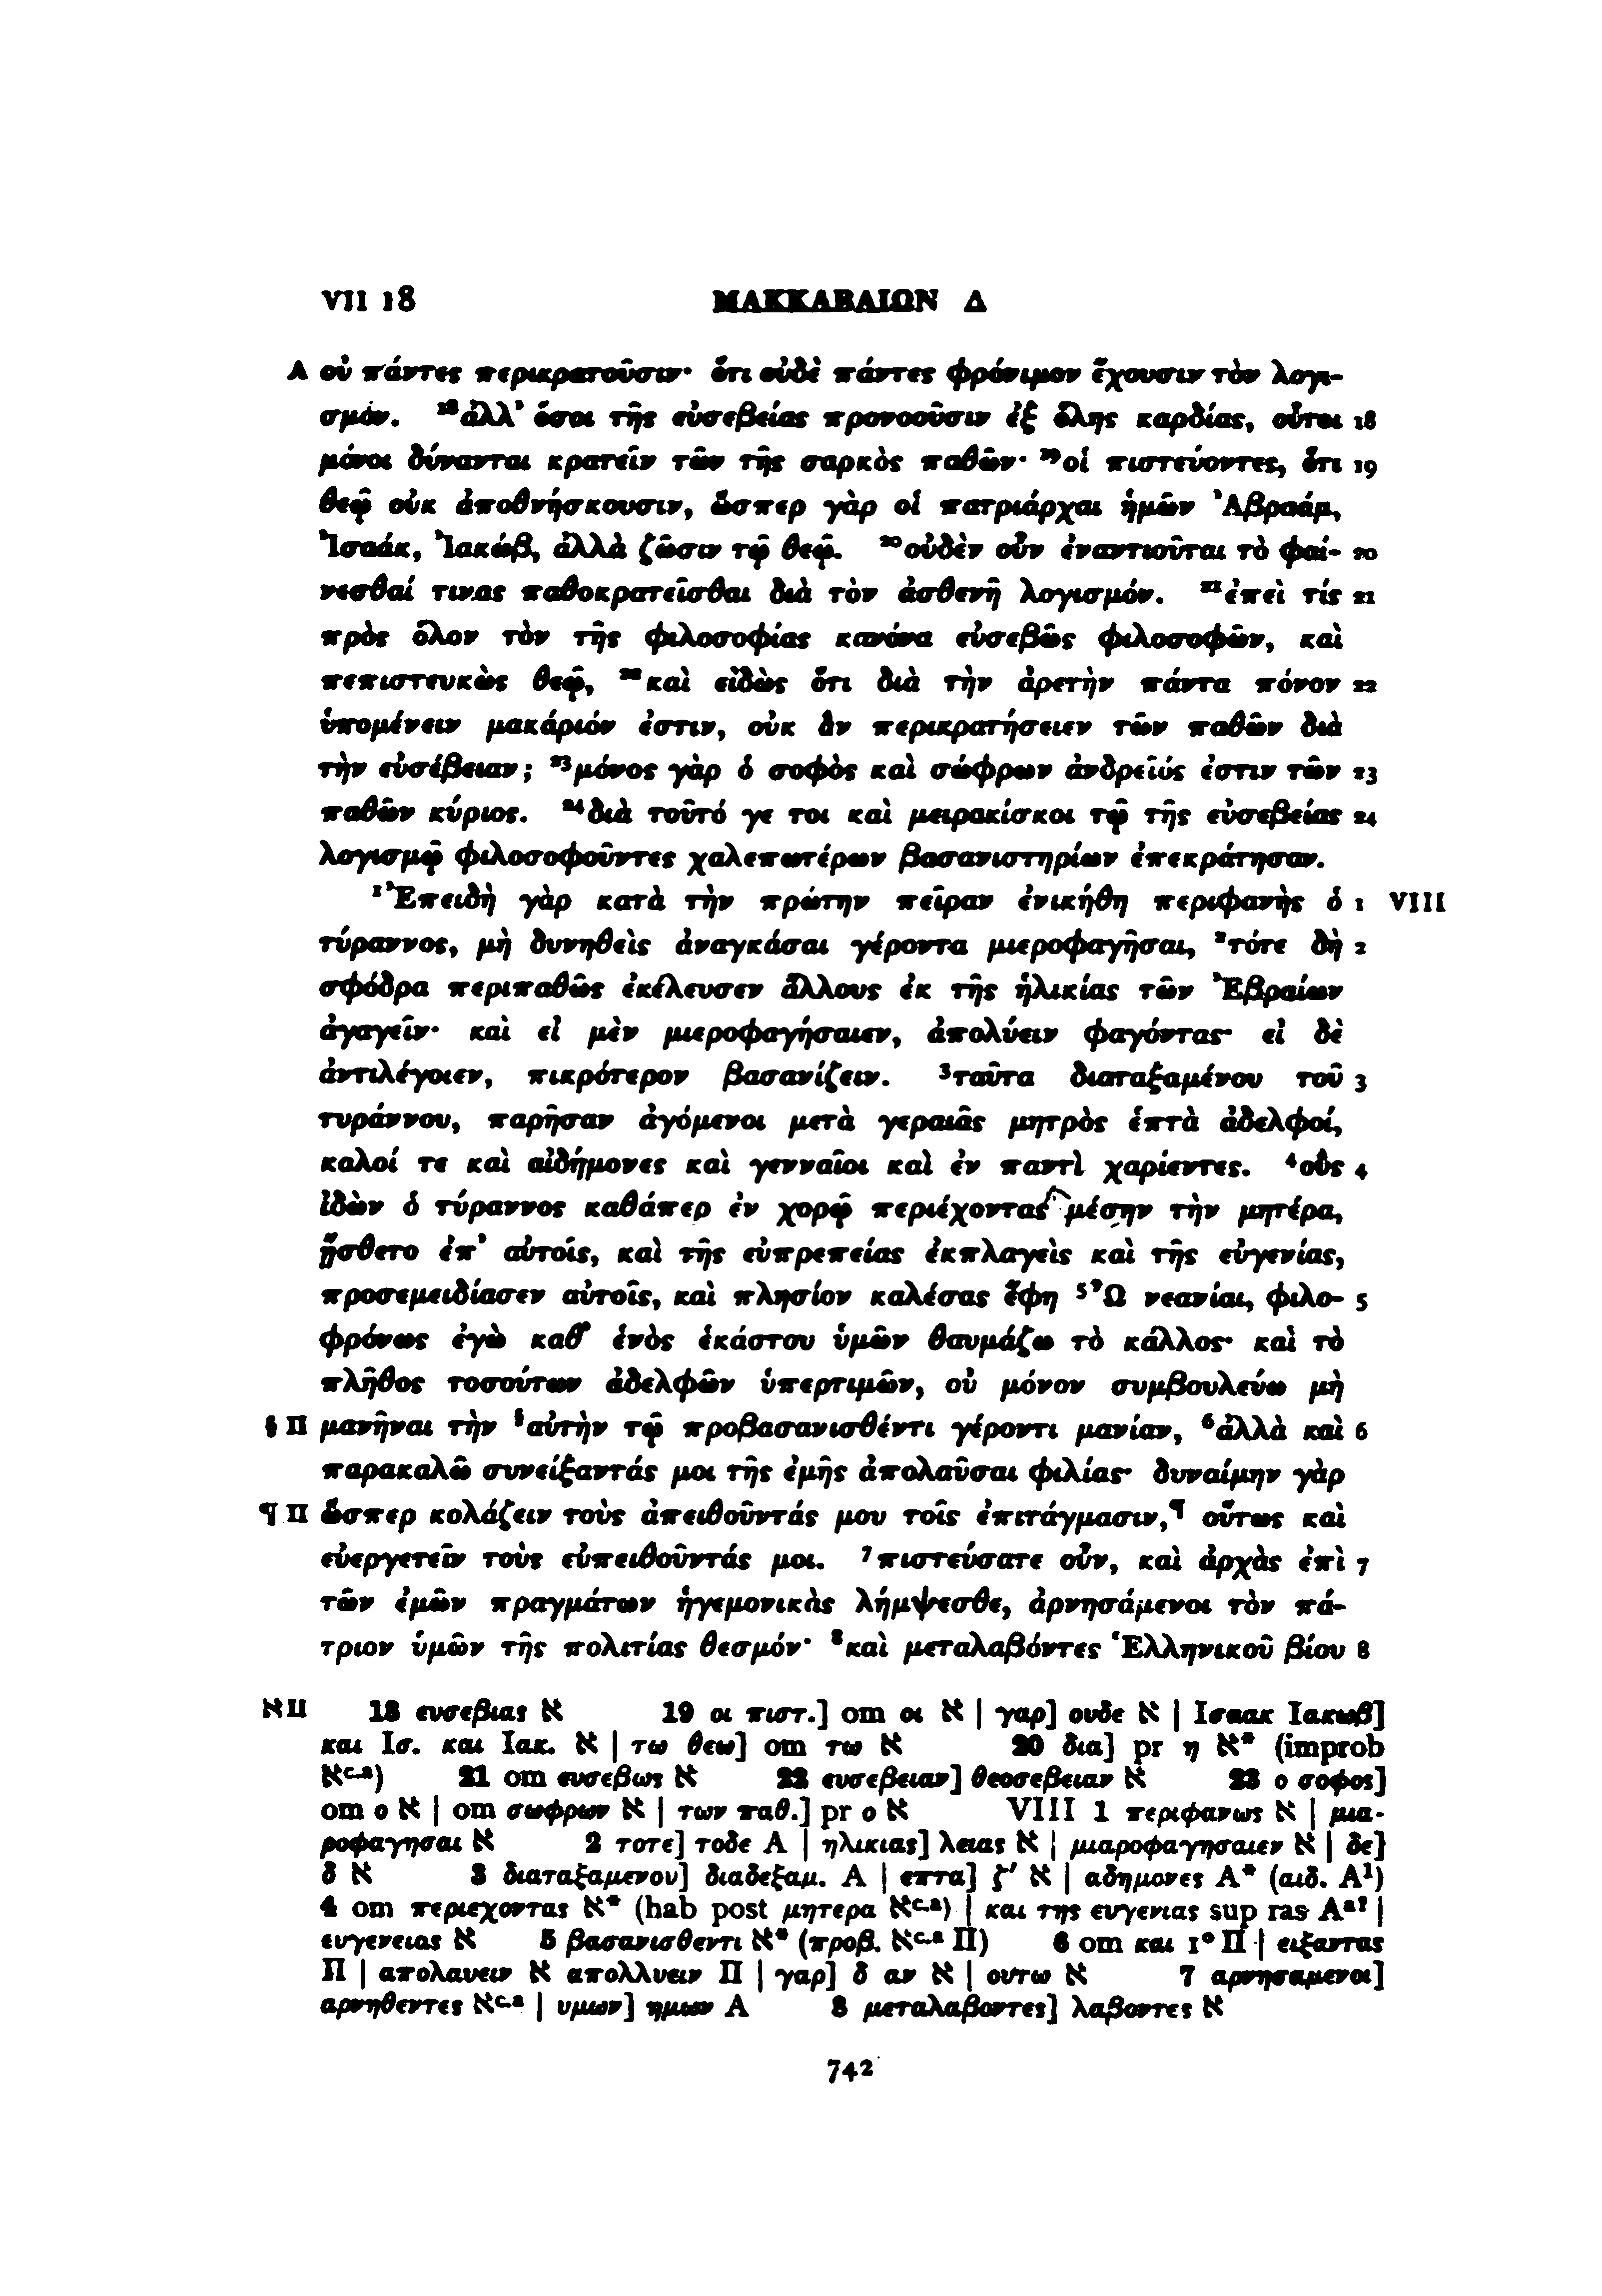 VII 18 ΜΑΚΚΑΒΑΙΩΝ Δ
A οὐ πάντες περικρατοῦσιν· ὅτι οὐδὲ πάντες φρόνιμον ἔχουσιν τὸν λογι-
σμόν. ¹⁸ἀλλ’ ὅσοι τῆς εὐσεβείας προνοοῦσιν ἐξ ὅλης καρδίας, οὗτοι 18
μόνοι δύνανται κρατεῖν τῶν τῆς σαρκὸς παθῶν· ¹⁹οἱ πιστεύοντες, ὅτι 19
θεῷ οὐκ ἀποθνήσκουσιν, ὥσπερ γὰρ οἱ πατριάρχαι ἡμῶν Ἀβραάμ,
Ἰσαάκ, Ἰακώβ, ἀλλὰ ζῶσιν τῷ θεῷ. ²⁰οὐδὲν οὖν ἐναντιοῦται τὸ φαί- 20
νεσθαί τινας παθοκρατεῖσθαι διὰ τὸν ἀσθενῆ λογισμόν. ²¹ἐπεὶ τίς 21
πρὸς ὅλον τὸν τῆς φιλοσοφίας κανόνα εὐσεβῶς φιλοσοφῶν, καὶ
πεπιστευκὼς θεῷ, ²²καὶ εἰδὼς ὅτι διὰ τὴν ἀρετὴν πάντα πόνον 22
ὑπομένειν μακάριόν ἐστιν, οὐκ ἂν περικρατήσειεν τῶν παθῶν διὰ
τὴν εὐσέβειαν; ²³μόνος γὰρ ὁ σοφὸς καὶ σώφρων ἀνδρεῖός ἐστιν τῶν 23
παθῶν κύριος. ²⁴διὰ τοῦτό γε τοι καὶ μειρακίσκοι τῷ τῆς εὐσεβείας 24
λογισμῷ φιλοσοφοῦντες χαλεπωτέρων βασανιστηρίων ἐπεκράτησαν.
¹Ἐπειδὴ γὰρ κατὰ τὴν πρώτην πεῖραν ἐνικήθη περιφανὴς ὁ 1 VIII
τύραννος, μὴ δυνηθεὶς ἀναγκάσαι γέροντα μιεροφαγῆσαι, ²τότε δὴ 2
σφόδρα περιπαθῶς ἐκέλευσεν ἄλλους ἐκ τῆς ἡλικίας τῶν Ἐβραίων
ἀγαγεῖν· καὶ εἰ μὲν μιεροφαγήσαιεν, ἀπολύειν φαγόντας· εἰ δὲ
ἀντιλέγοιεν, πικρότερον βασανίζειν. ³ταῦτα διαταξαμένου τοῦ 3
τυράννου, παρῆσαν ἀγόμενοι μετὰ γεραιᾶς μητρὸς ἑπτὰ ἀδελφοί,
καλοί τε καὶ αἰδήμονες καὶ γενναῖοι καὶ ἐν παντὶ χαρίεντες. ⁴οὓς 4
ἰδὼν ὁ τύραννος καθάπερ ἐν χορῷ περιέχοντας μέσην τὴν μητέρα,
ᾔσθετο ἐπ’ αὐτοίς, καὶ τῆς εὐπρεπείας ἐκπλαγεὶς καὶ τῆς εὐγενίας,
προσεμειδίασεν αὐτοῖς, καὶ πλησίον καλέσας ἔφη ⁵Ὦ νεανίαι, φιλο- 5
φρόνως ἐγὼ καθ’ ἑνὸς ἑκάστου ὑμῶν θαυμάζω τὸ κάλλος· καὶ τὸ
πλῆθος τοσούτων ἀδελφῶν ὑπερτιμῶν, οὐ μόνον συμβουλεύω μὴ
§ Π μανῆναι τὴν §αὐτὴν τῷ προβασανισθέντι γέροντι μανίαν, ⁶ἀλλὰ καὶ 6
παρακαλῶ συνείξαντάς μοι τῆς ἐμῆς ἀπολαῦσαι φιλίας· δυναίμην γὰρ
¶ Π ὥσπερ κολάζειν τοὺς ἀπειθοῦντάς μου τοῖς ἐπιτάγμασιν,¶ οὕτως καὶ
εὐεργετεῖν τοὺς εὐπειθοῦντάς μοι. ⁷πιστεύσατε οὖν, καὶ ἀρχὰς ἐπὶ 7
τῶν ἐμῶν πραγμάτων ἡγεμονικὰς λήμψεσθε, ἀρνησάμενοι τὸν πά-
τριον ὑμῶν τῆς πολιτίας θεσμόν· ⁸καὶ μεταλαβόντες Ἑλληνικοῦ βίου 8
אΠ 18 ευσεβιας א 19 οι πιστ.] om οι א | γαρ] ουδε א | Ισαακ Ιακωβ]
και Ισ. και Ιακ. א | τω θεω] om τω א 20 δια] pr η א* (improb
אc.a) 21 om ευσεβως א 22 ευσεβειαν] θεοσεβειαν א 23 ο σοφος]
om ο א | om σωφρων א | των παθ.] pr ο א VIII 1 περιφανως א | μια-
ροφαγησαι א 2 τοτε] τοδε A | ηλικιας] λειας א | μιαροφαγησαιεν א | δε]
δ א 3 διαταξαμενου] διαδεξαμ. A | επτα] ζ′ א | αδημονες A* (αιδ. A¹)
4 om περιεχοντας א* (hab post μητερα אc.a) | και της ευγενιας sup ras Aa? |
ευγενειας א 5 βασανισθεντι א* (προβ. אc.a Π) 6 om και 1° Π | ειξαντας
Π | απολαυειν א απολλυειν Π | γαρ] δ αν א | ουτω א 7 αρνησαμενοι]
αρνηθεντες אc.a | υμων] ημων A 8 μεταλαβοντες] λαβοντες א
742